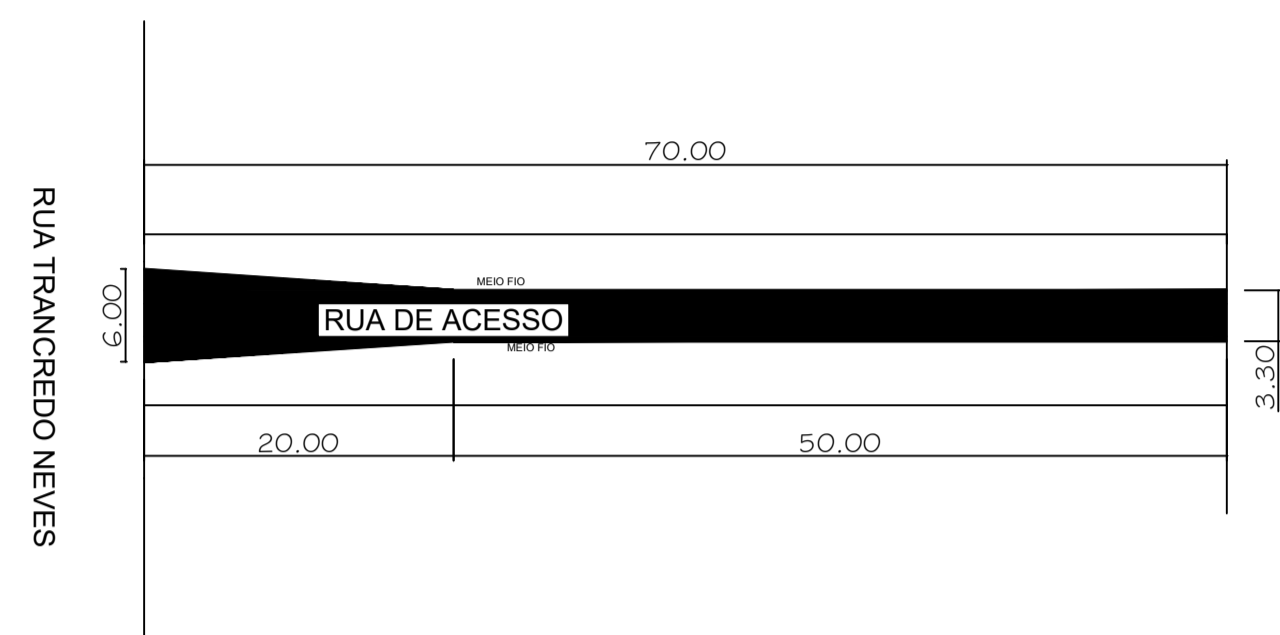 70.00
RUA TRANCREDO NEVES
6.00
MEIO FIO
RUA DE ACESSO
MEIO FIO
3.30
20.00
50.00